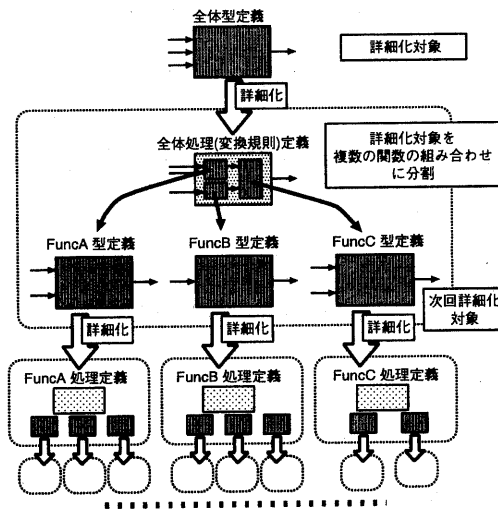 全体型定義
詳細化対象
詳細化
全体処理(変換規則)定義
詳細化対象を
複数の関数の組み合わせ
に分割
FuncA 型定義
FuncB 型定義
FuncC 型定義
次回詳細化
対象
詳細化
詳細化
詳細化
FuncA 処理定義
FuncB 処理定義
FuncC 処理定義